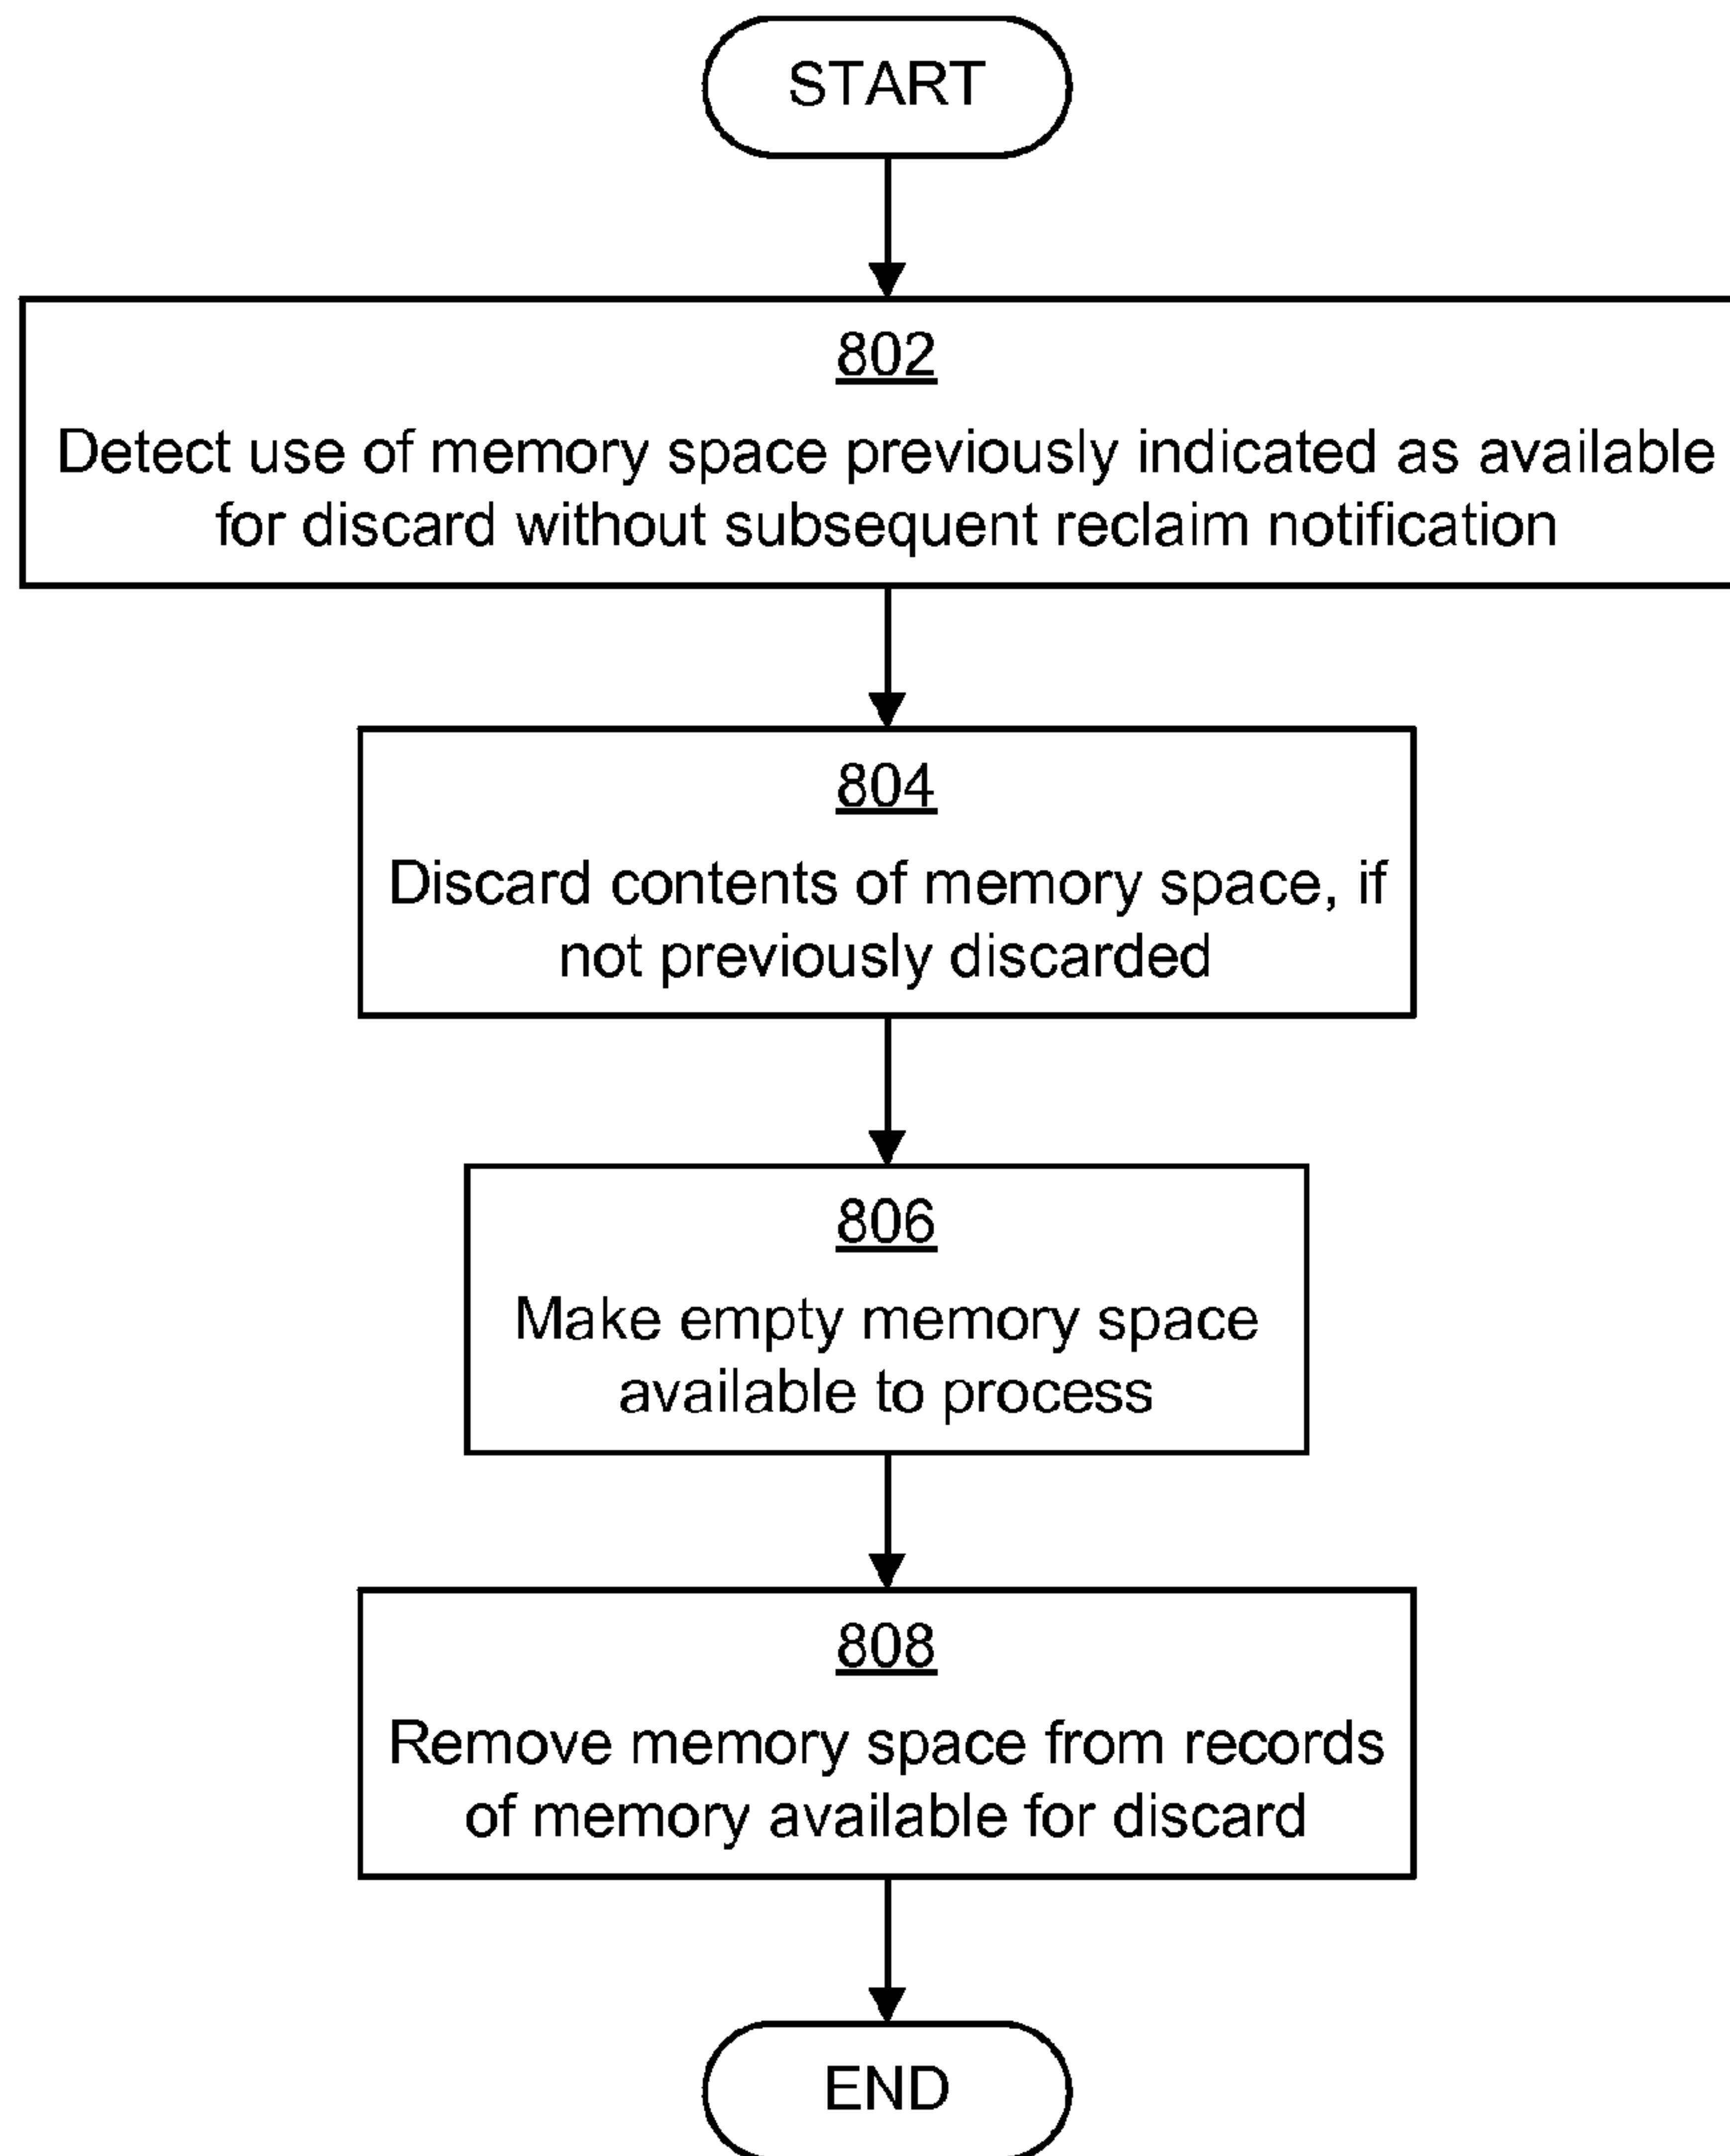 START
802
Detect use of memory space previously indicated as available
for discard without subsequent reclaim notification
804
Discard contents of memory space, if
not previously discarded
806
Make empty memory space
available to process
808
Remove memory space from records
of memory available for discard
END